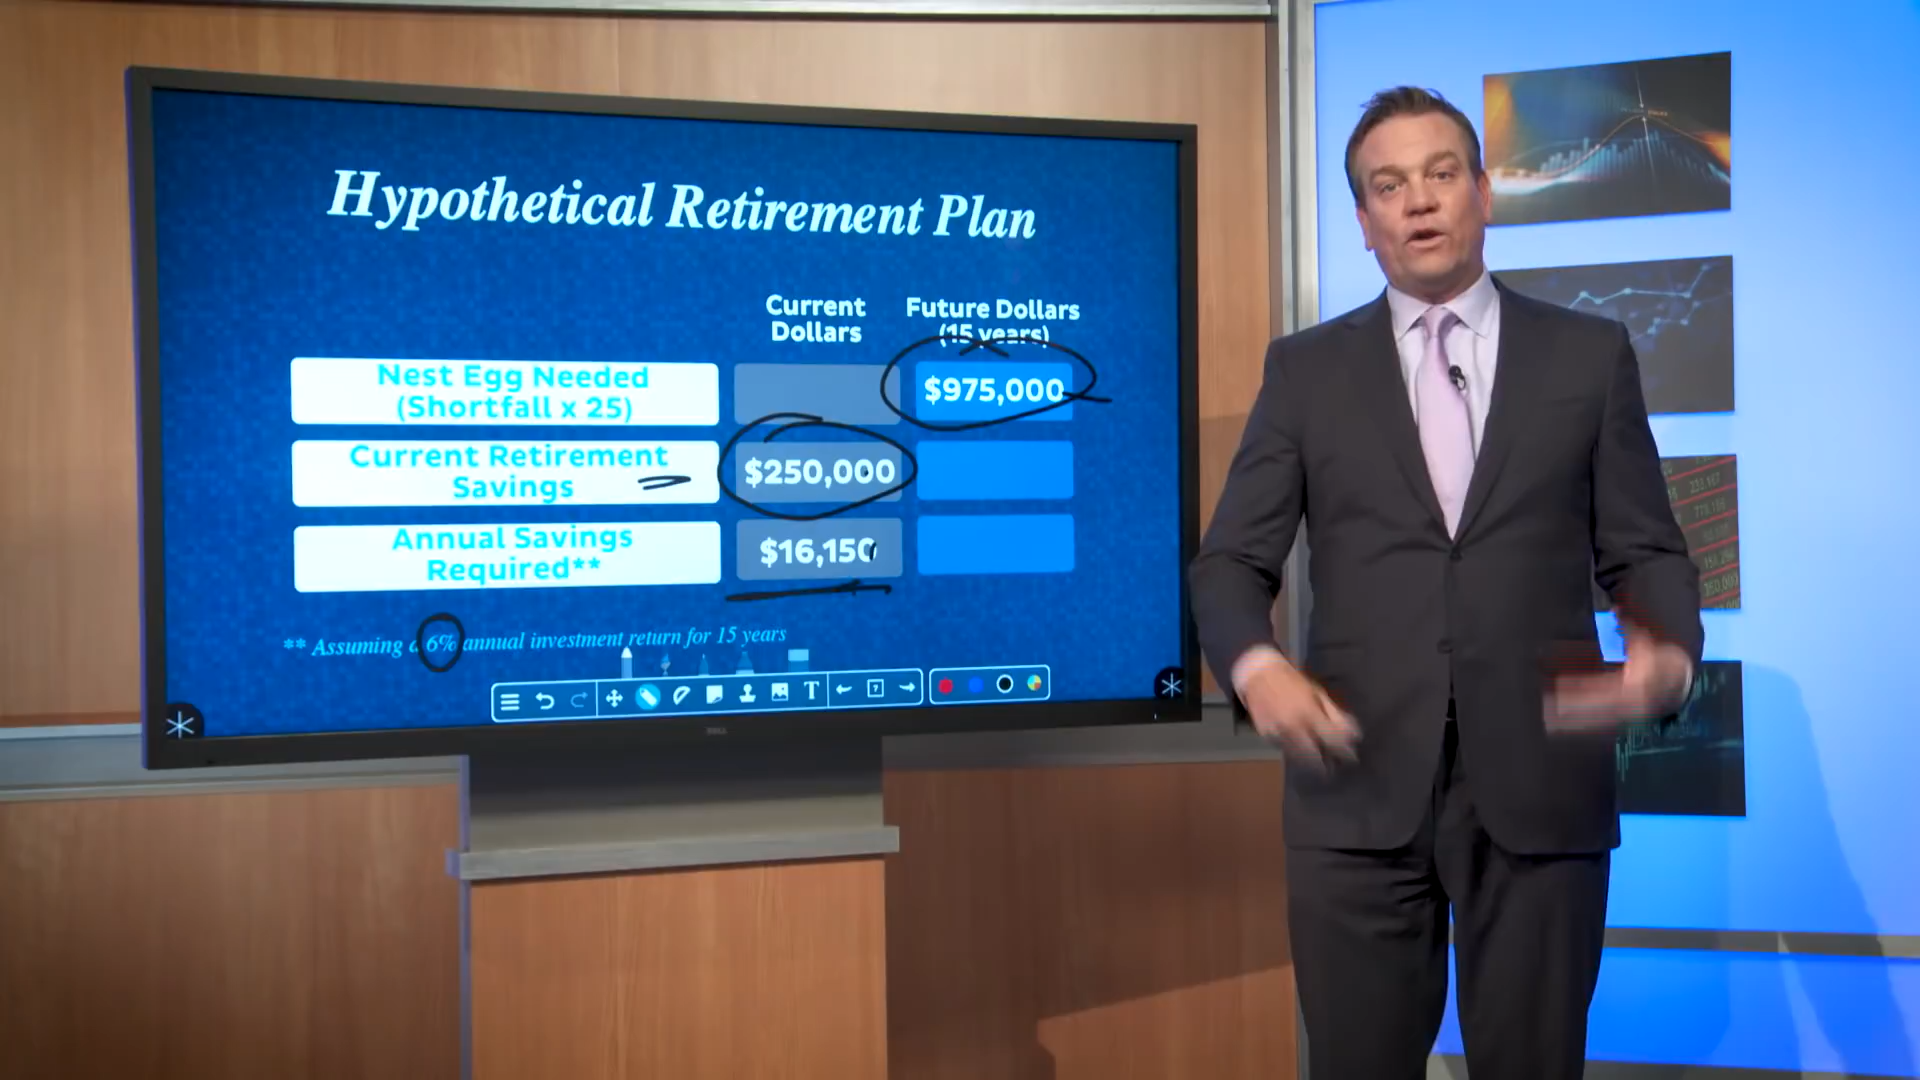 Hypothetical Retirement Plan
Current
Dollars
Future Dollars
(15 years)
Nest Egg Needed
(Shortfall x 25)
$975,000
Current Retirement
Savings
$250,000
Annual Savings
Required**
$16,150
** Assuming a 6% annual investment return for 15 years
T
?
DELL